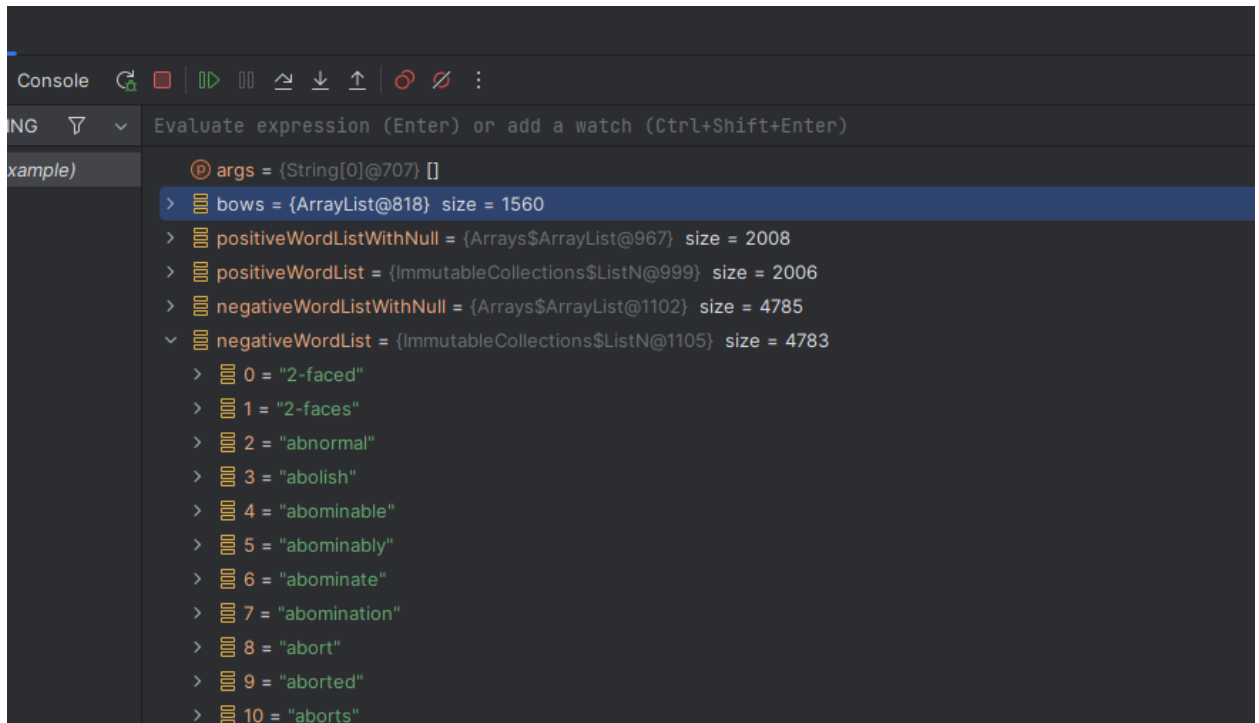 Console
ING
Evaluate expression (Enter) or add a watch (Ctrl+Shift+Enter)
xample)
args = {String[0]@707} []
bows = {ArrayList@818} size = 1560
positiveWordListWithNull = {Arrays$ArrayList@967} size = 2008
positiveWordList = {ImmutableCollections$ListN@999} size = 2006
negativeWordListWithNull = {Arrays$ArrayList@1102} size = 4785
negativeWordList = {ImmutableCollections$ListN@1105} size = 4783
0 = "2-faced"
1 = "2-faces"
2 = "abnormal"
3 = "abolish"
4 = "abominable"
5 = "abominably"
6 = "abominate"
7 = "abomination"
8 = "abort"
9 = "aborted"
10 = "aborts"